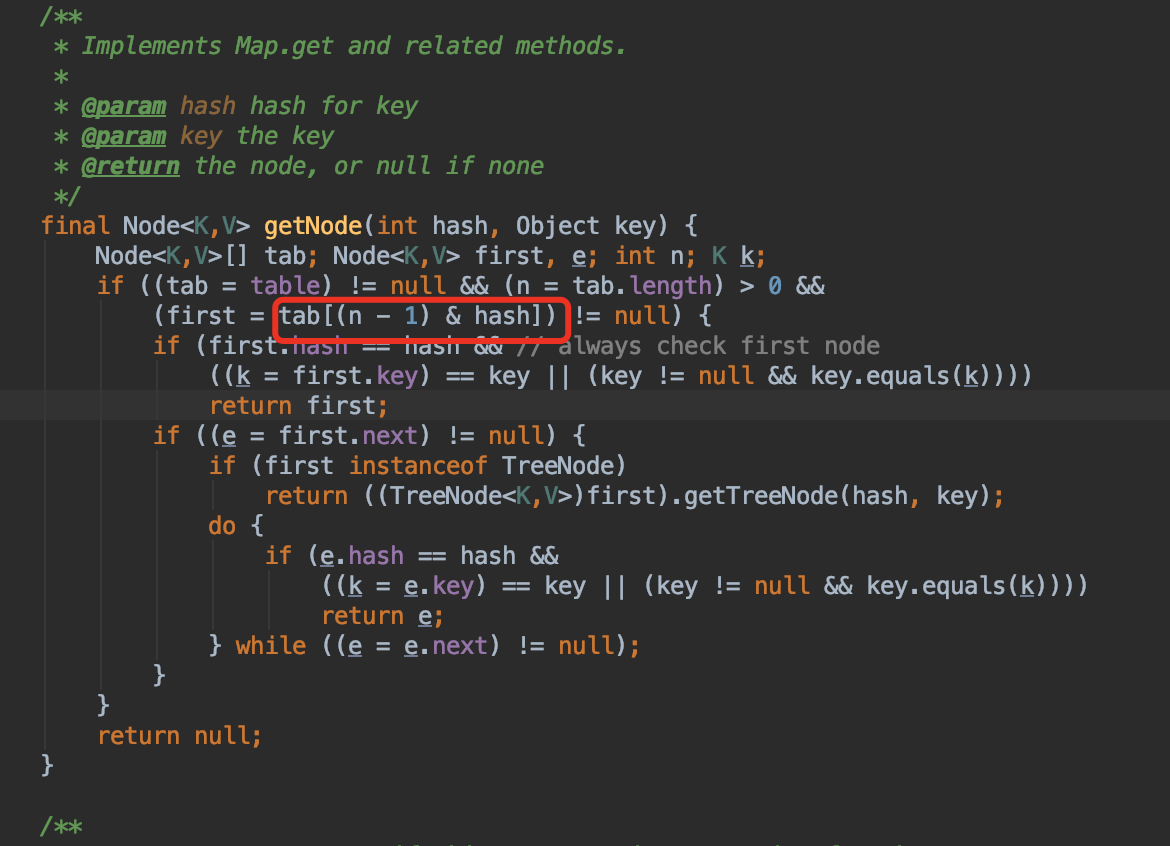 /**
 * Implements Map.get and related methods.
 *
 * @param hash hash for key
 * @param key the key
 * @return the node, or null if none
 */
final Node<K,V> getNode(int hash, Object key) {
    Node<K,V>[] tab; Node<K,V> first, e; int n; K k;
    if ((tab = table) != null && (n = tab.length) > 0 &&
        (first = tab[(n - 1) & hash]) != null) {
        if (first.hash == hash && // always check first node
            ((k = first.key) == key || (key != null && key.equals(k))))
            return first;
        if ((e = first.next) != null) {
            if (first instanceof TreeNode)
                return ((TreeNode<K,V>)first).getTreeNode(hash, key);
            do {
                if (e.hash == hash &&
                    ((k = e.key) == key || (key != null && key.equals(k))))
                    return e;
            } while ((e = e.next) != null);
        }
    }
    return null;
}
/**